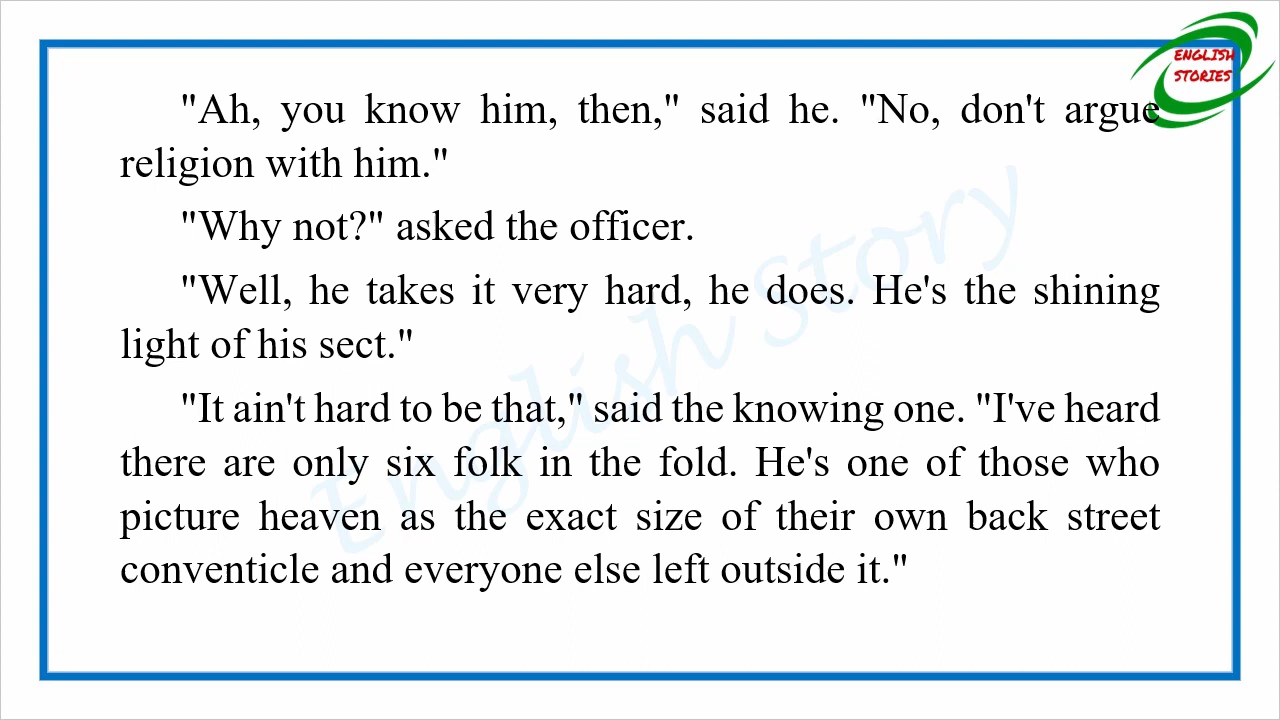 ENGLISH
STORIES
"Ah, you know him, then," said he. "No, don't argue
religion with him."
"Why not?" asked the officer.
"Well, he takes it very hard, he does. He's the shining
light of his sect."
"It ain't hard to be that," said the knowing one. "I've heard
there are only six folk in the fold. He's one of those who
picture heaven as the exact size of their own back street
conventicle and everyone else left outside it."
English Story